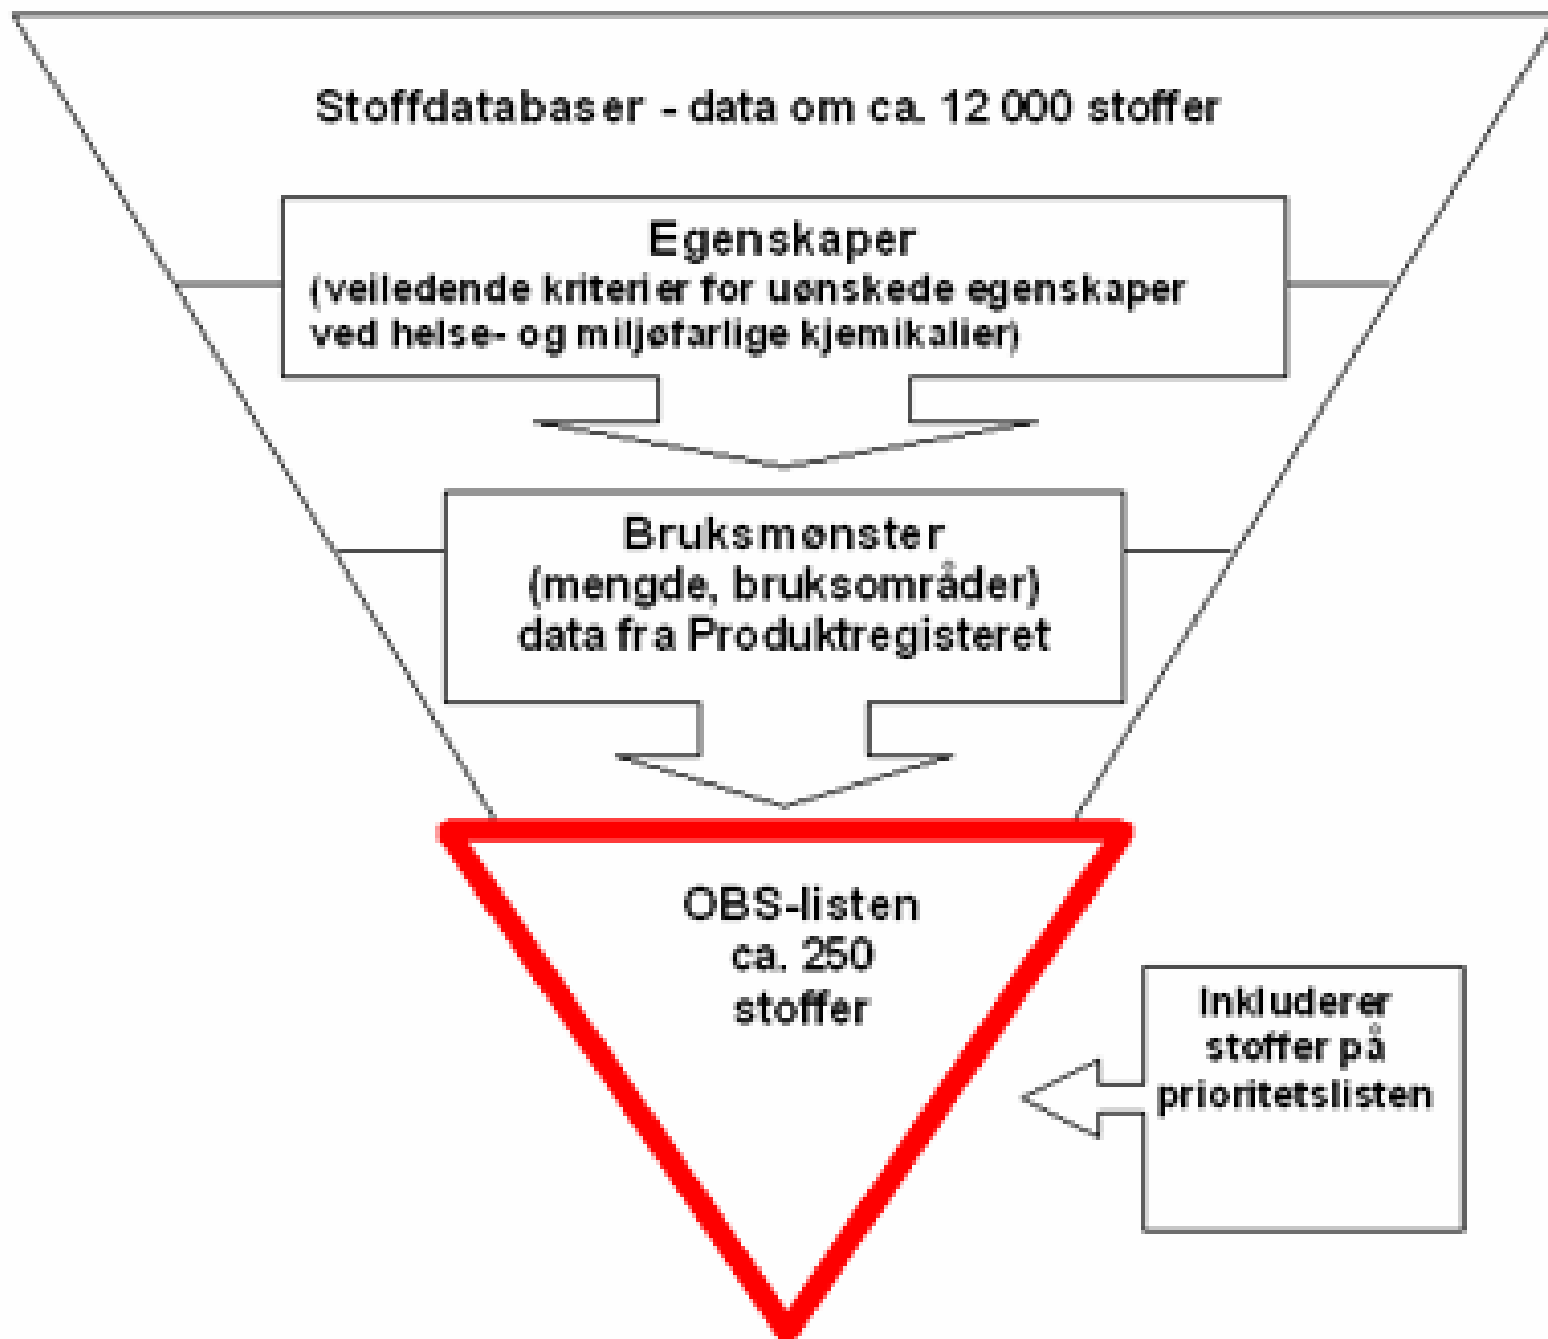 Stoffdatabaser - data om ca. 12 000 stoffer
Egenskaper
(veiledende kriterier for uønskede egenskaper
ved helse- og miljøfarlige kjemikalier)
Bruksmønster
(mengde, bruksområder)
data fra Produktregisteret
OBS-listen
ca. 250
stoffer
Inkluderer
stoffer på
prioritetslisten